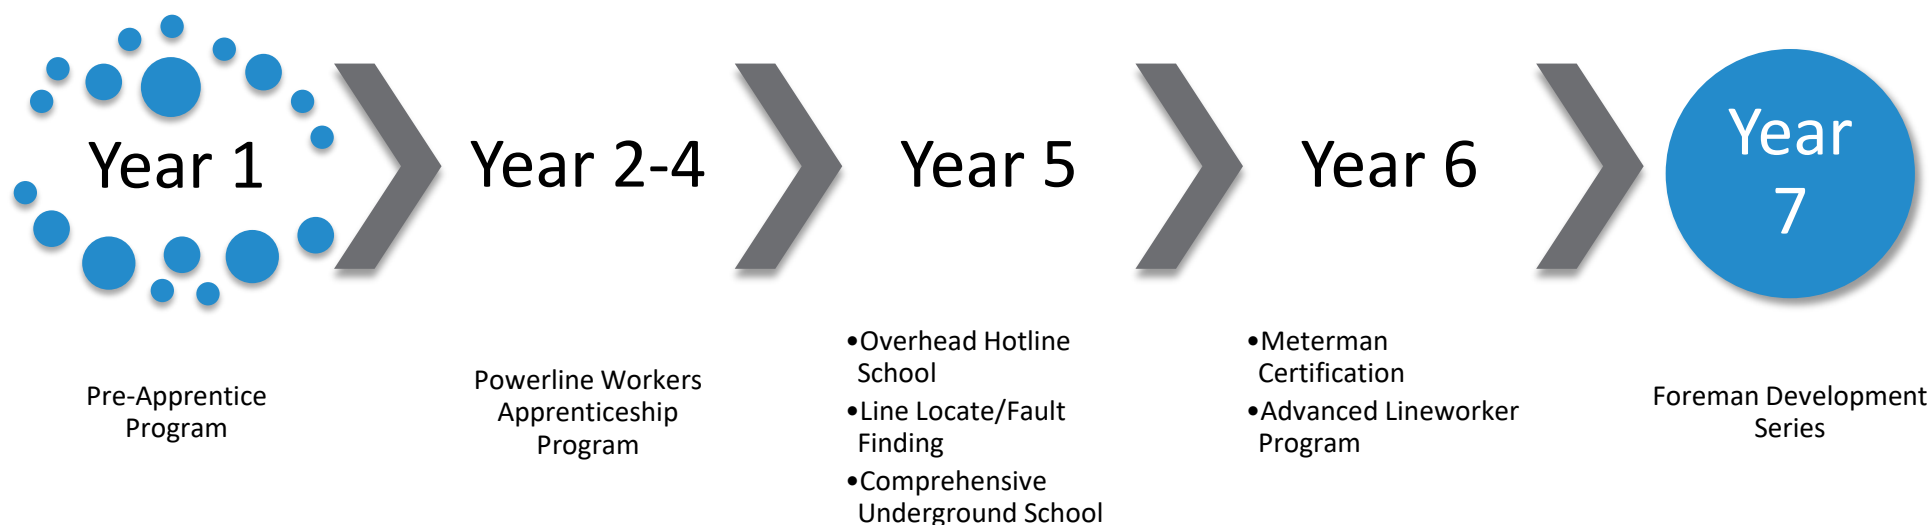 Year 1
Pre-Apprentice
Program
Year 2-4
Powerline Workers
Apprenticeship
Program
Year 5
•Overhead Hotline
School
•Line Locate/Fault
Finding
•Comprehensive
Underground School
Year 6
•Meterman
Certification
•Advanced Lineworker
Program
Year
7
Foreman Development
Series